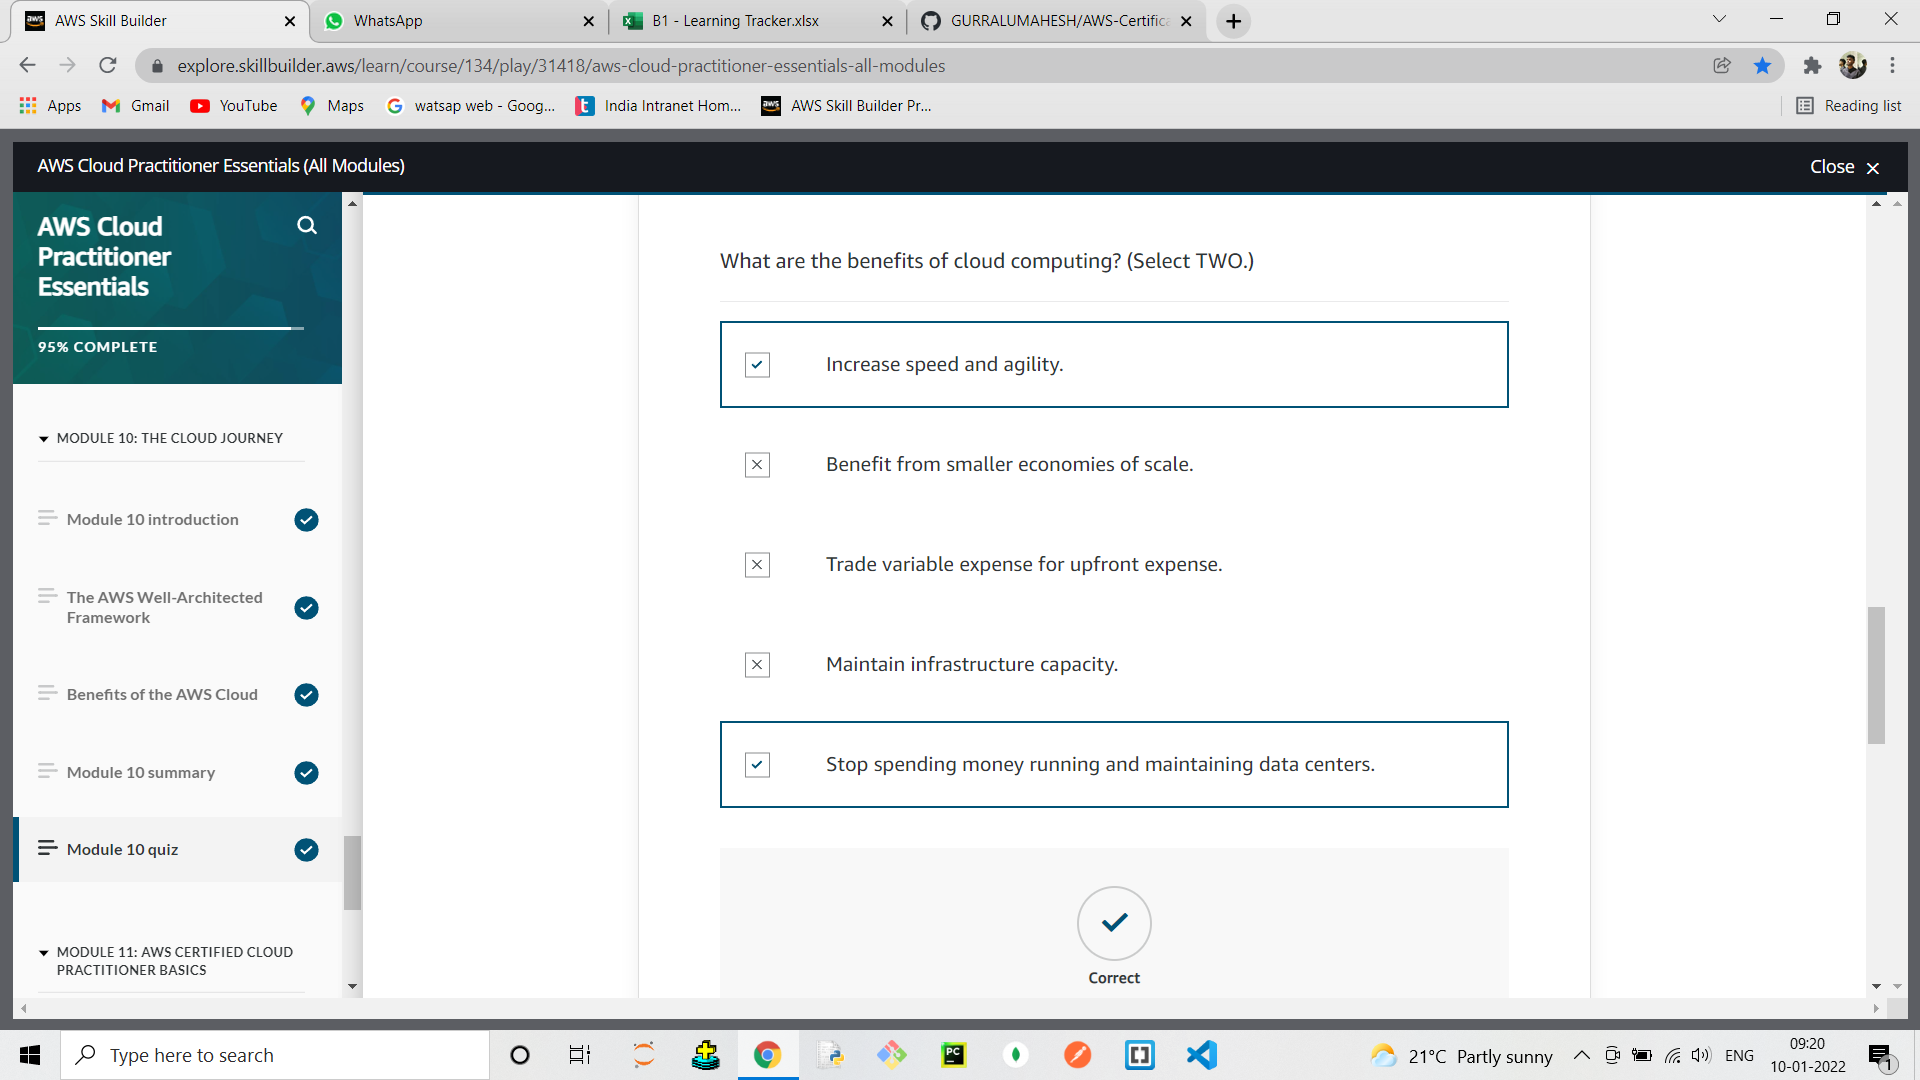 AWS Skill Builder
WhatsApp
B1 - Learning Tracker.xlsx
GURRALUMAHESH/AWS-Certifica
explore.skillbuilder.aws/learn/course/134/play/31418/aws-cloud-practitioner-essentials-all-modules
Apps
Gmail
YouTube
Maps
watsap web - Goog...
India Intranet Hom...
AWS Skill Builder Pr...
Reading list
AWS Cloud Practitioner Essentials (All Modules)
Close
AWS Cloud
Practitioner
Essentials
95% COMPLETE
MODULE 10: THE CLOUD JOURNEY
Module 10 introduction
The AWS Well-Architected
Framework
Benefits of the AWS Cloud
Module 10 summary
Module 10 quiz
MODULE 11: AWS CERTIFIED CLOUD
PRACTITIONER BASICS
What are the benefits of cloud computing? (Select TWO.)
Increase speed and agility.
Benefit from smaller economies of scale.
Trade variable expense for upfront expense.
Maintain infrastructure capacity.
Stop spending money running and maintaining data centers.
Correct
Type here to search
PC
21°C Partly sunny
ENG
09:20
10-01-2022
1